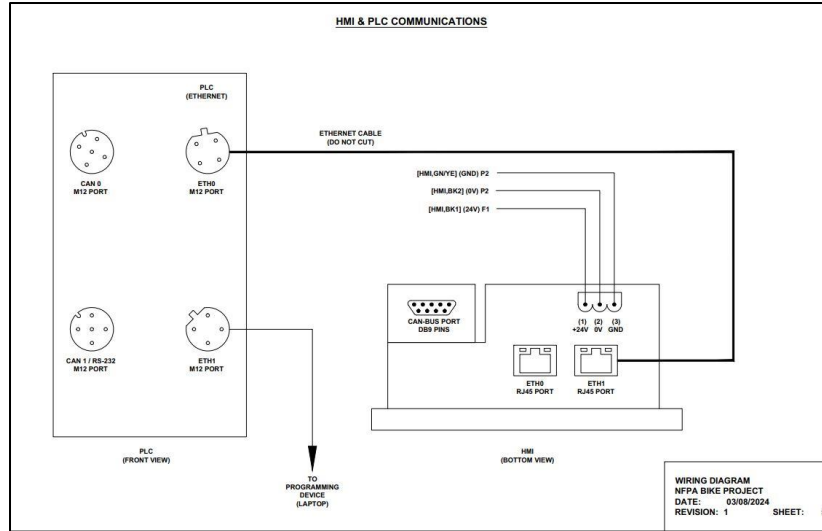 HMI & PLC COMMUNICATIONS
PLC
(ETHERNET)
CAN 0
M12 PORT
ETH0
M12 PORT
ETHERNET CABLE
(DO NOT CUT)
[HMI,GN/YE] (GND) P2
[HMI,BK2] (0V) P2
[HMI,BK1] (24V) F1
CAN 1 / RS-232
M12 PORT
ETH1
M12 PORT
CAN-BUS PORT
DB9 PINS
(1) (2) (3)
+24V 0V GND
ETH0
RJ45 PORT
ETH1
RJ45 PORT
PLC
(FRONT VIEW)
TO
PROGRAMMING
DEVICE
(LAPTOP)
HMI
(BOTTOM VIEW)
WIRING DIAGRAM
NFPA BIKE PROJECT
DATE: 03/08/2024
REVISION: 1 SHEET: